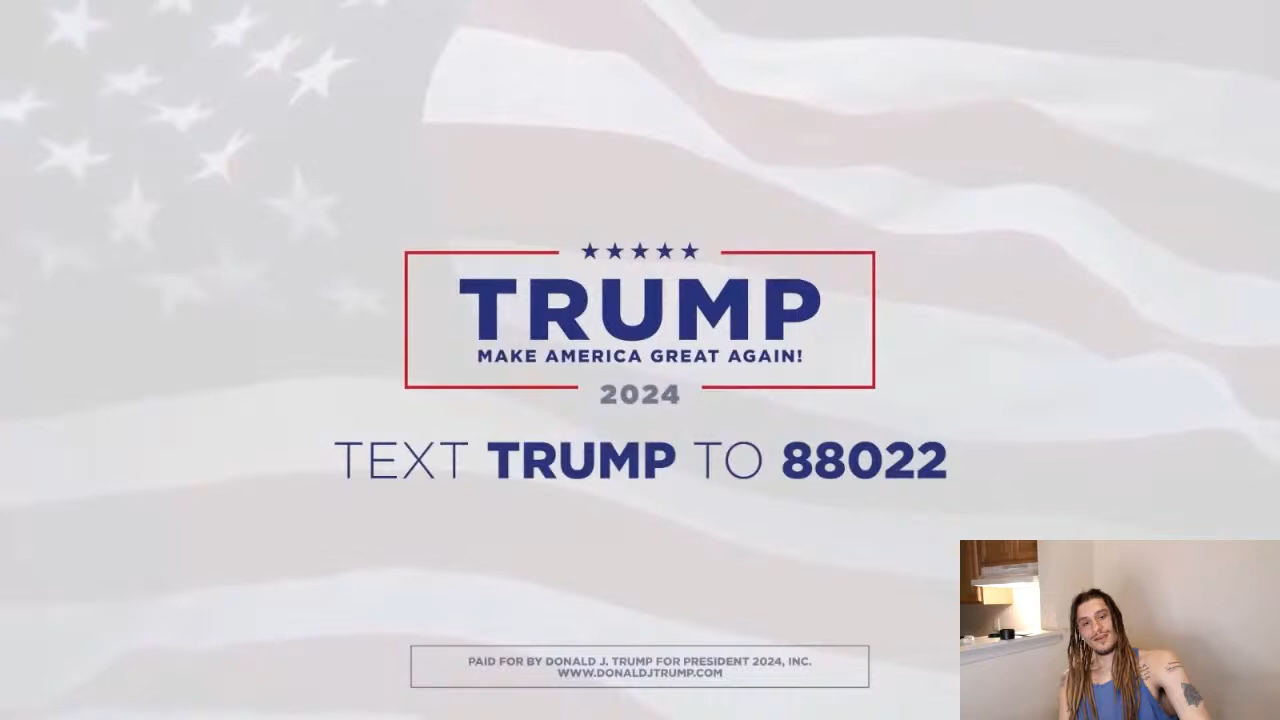 TRUMP
MAKE AMERICA GREAT AGAIN!
2024
TEXT TRUMP TO 88022
PAID FOR BY DONALD J. TRUMP FOR PRESIDENT 2024, INC.
WWW.DONALDJTRUMP.COM